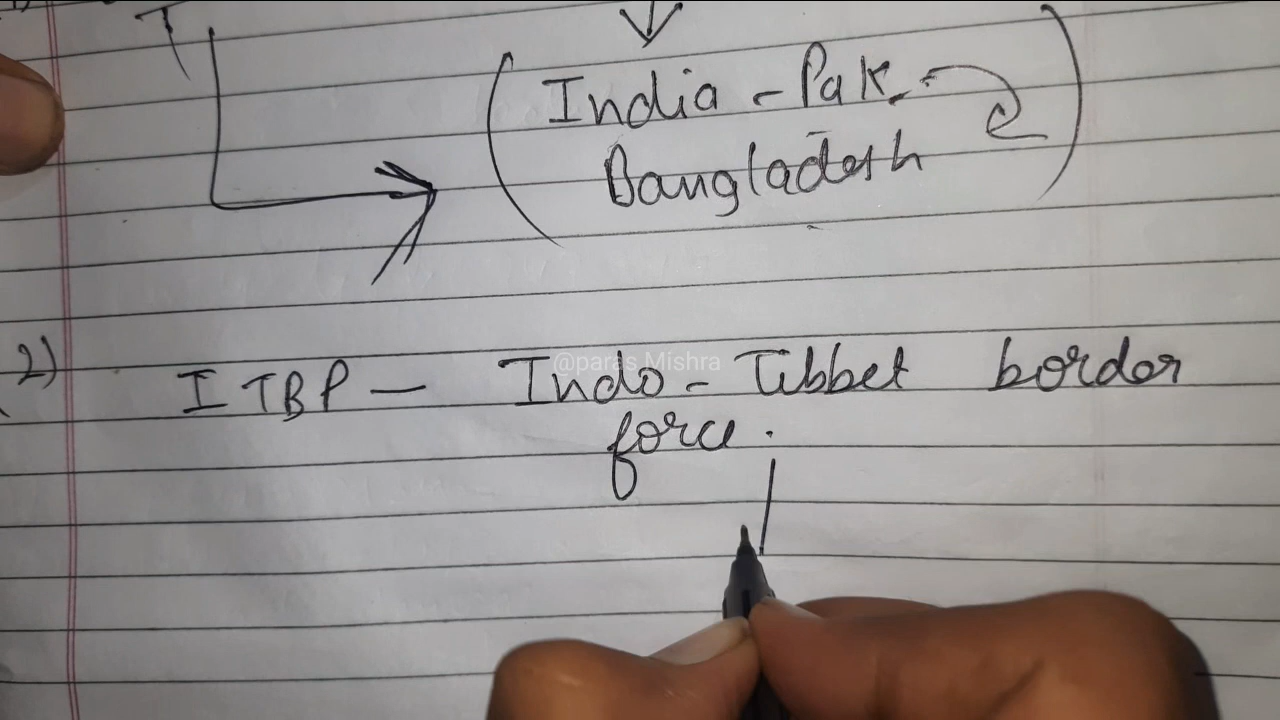 (India - Pak.
Bangladesh)
@paras Mishra
2) ITBP — Indo - Tibbet border
force.